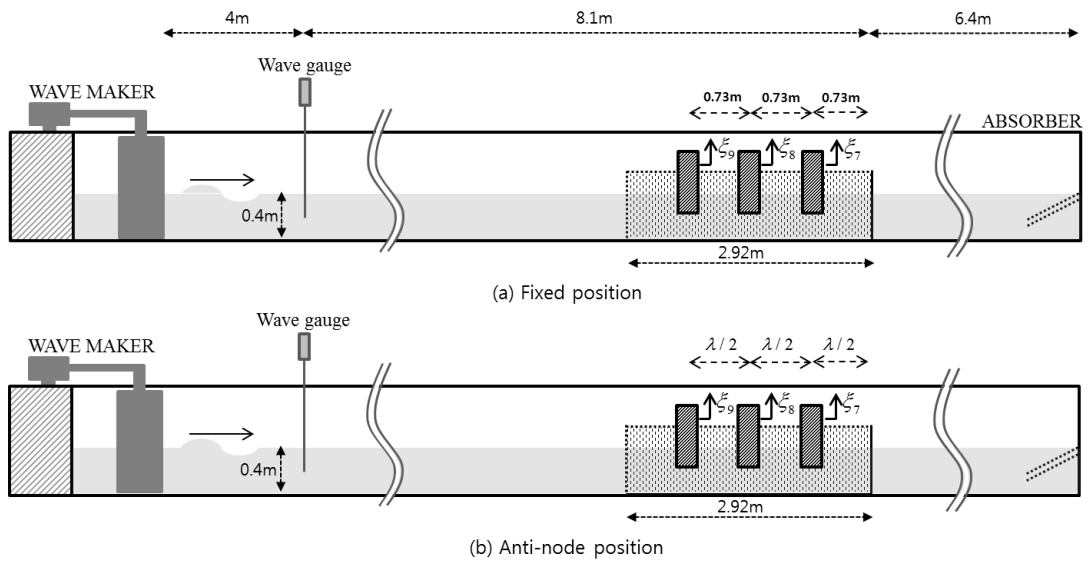 4m
8.1m
6.4m
Wave gauge
WAVE MAKER
0.73m
0.73m
0.73m
ABSORBER
ξ9
ξ8
ξ7
0.4m
2.92m
(a) Fixed position
Wave gauge
WAVE MAKER
λ / 2
λ / 2
λ / 2
ξ9
ξ8
ξ7
0.4m
2.92m
(b) Anti-node position